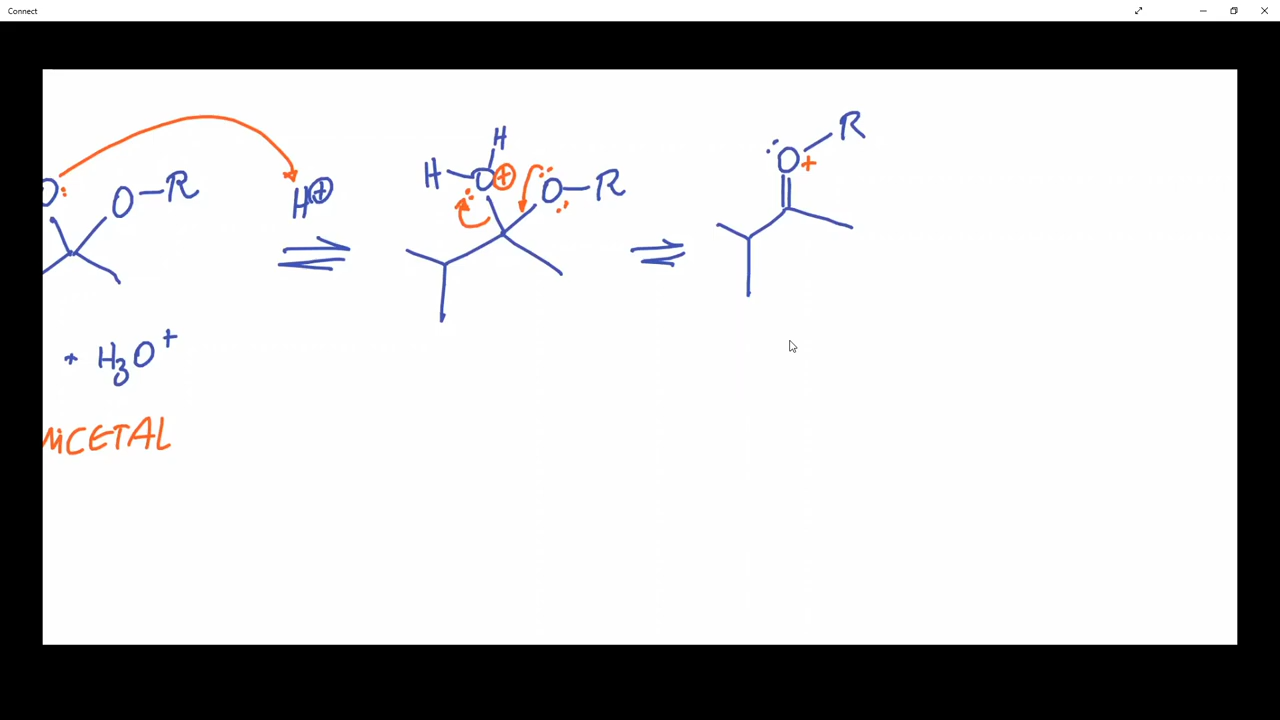 Connect
O: O-R
H⊕
H H-O⊕ O-R
O+ R
+ H3O+
MiCETAL